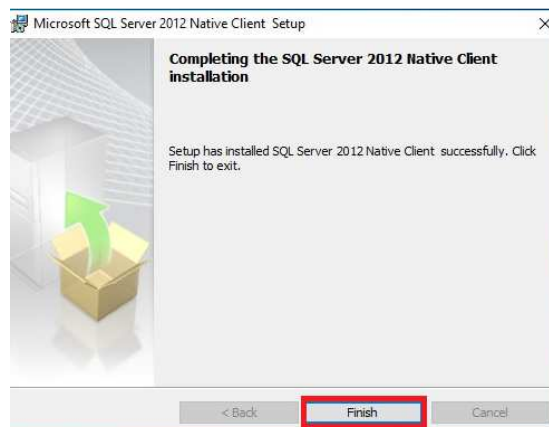 Microsoft SQL Server 2012 Native Client Setup
Completing the SQL Server 2012 Native Client
installation
Setup has installed SQL Server 2012 Native Client successfully. Click
Finish to exit.
< Back Finish Cancel